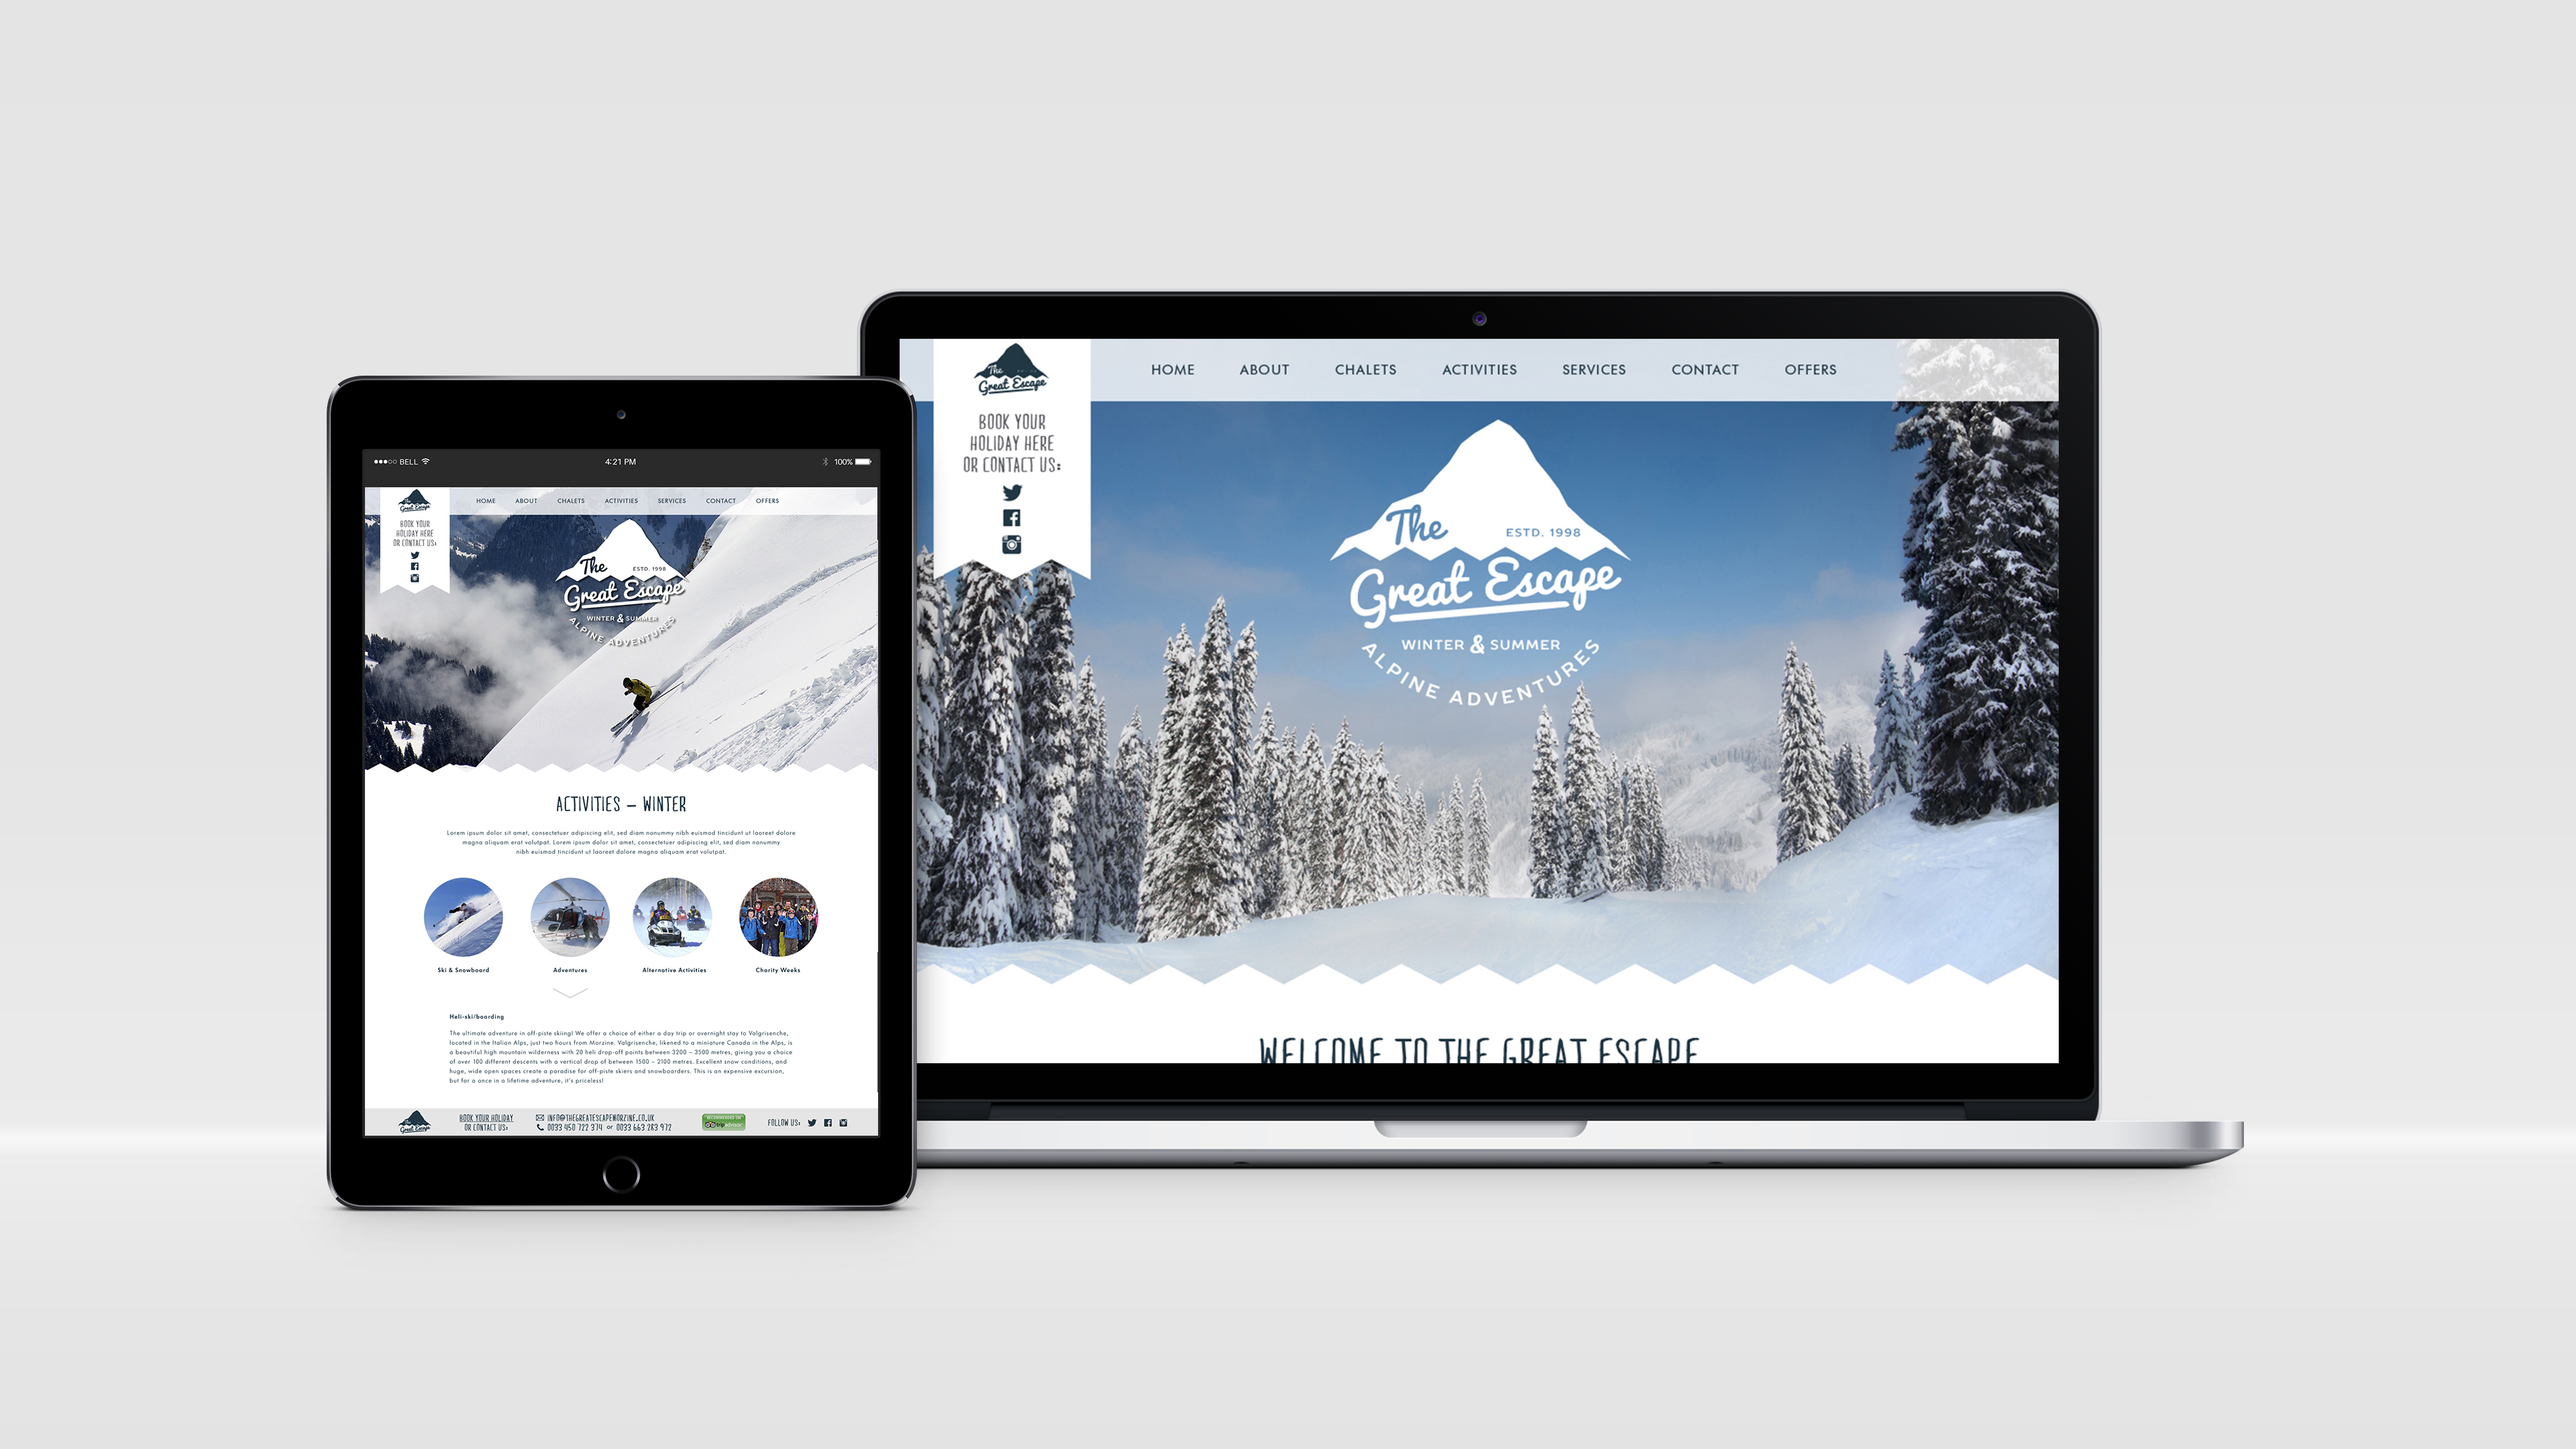 BELL
4:21 PM
100%
The
Great Escape
HOME ABOUT CHALETS ACTIVITIES SERVICES CONTACT OFFERS
BOOK YOUR
HOLIDAY HERE
OR CONTACT US:
The
ESTD. 1998
Great Escape
WINTER & SUMMER
ALPINE ADVENTURES
ACTIVITIES – WINTER
Lorem ipsum dolor sit amet, consectetuer adipiscing elit, sed diam nonummy nibh euismod tincidunt ut laoreet dolore
magna aliquam erat volutpat. Lorem ipsum dolor sit amet, consectetuer adipiscing elit, sed diam nonummy
nibh euismod tincidunt ut laoreet dolore magna aliquam erat volutpat.
Ski & Snowboard
Adventures
Alternative Activities
Charity Weeks
Heli-ski/boarding
The ultimate adventure in off-piste skiing! We offer a choice of either a day trip or overnight stay to Valgrisenche,
located in the Italian Alps, just two hours from Morzine. Valgrisenche, likened to a miniature Canada in the Alps, is
a beautiful high mountain wilderness with 20 heli drop-off points between 3200 – 3500 metres, giving you a choice
of over 100 different descents with a vertical drop of between 1500 – 2100 metres. Excellent snow conditions, and
huge, wide open spaces create a paradise for off-piste skiers and snowboarders. This is an expensive excursion,
but for a once in a lifetime adventure, it's priceless!
The
Great Escape
BOOK YOUR HOLIDAY
OR CONTACT US:
INFO@THEGREATESCAPEMORZINE.CO.UK
0033 450 722 374 or 0033 663 283 972
RECOMMENDED ON
tripadvisor
FOLLOW US:
The
Great Escape
HOME ABOUT CHALETS ACTIVITIES SERVICES CONTACT OFFERS
BOOK YOUR
HOLIDAY HERE
OR CONTACT US:
The
ESTD. 1998
Great Escape
WINTER & SUMMER
ALPINE ADVENTURES
WELCOME TO THE GREAT ESCAPE